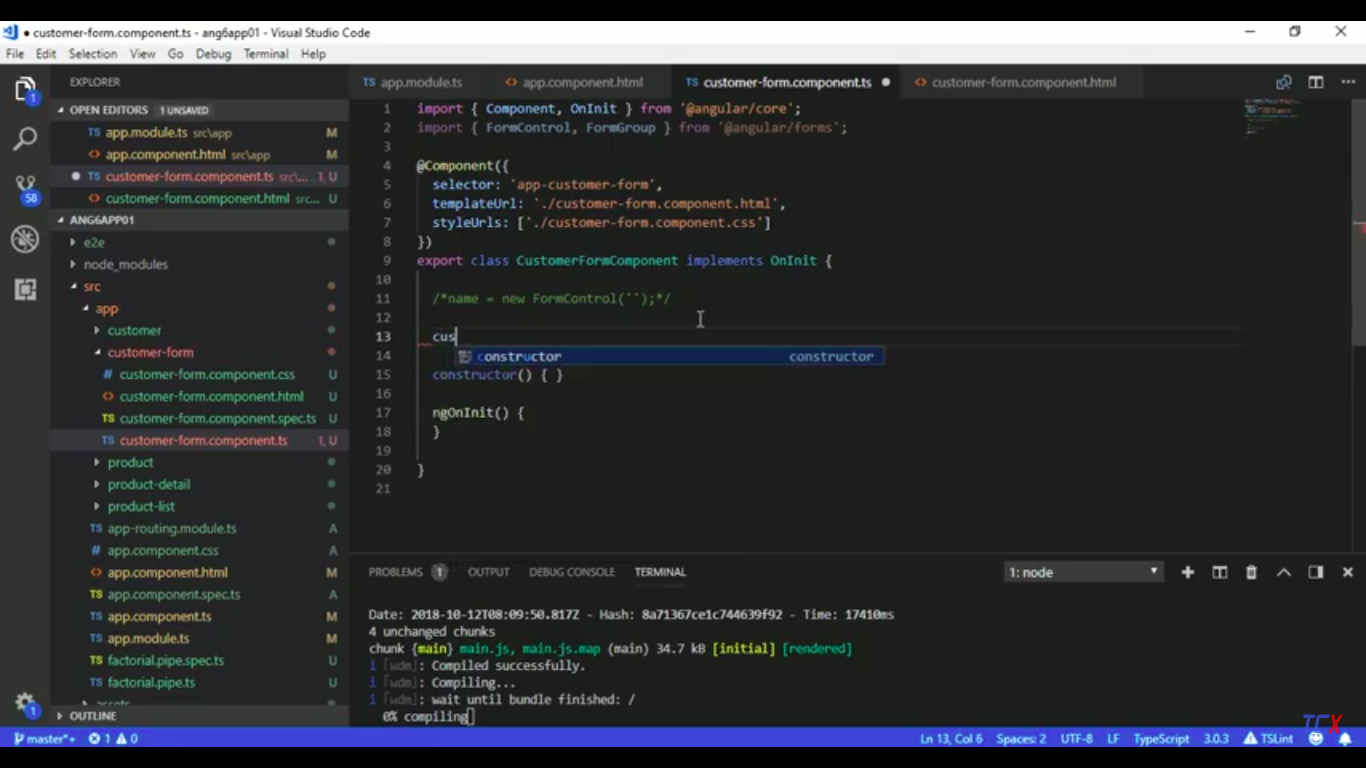 customer-form.component.ts - ang6app01 - Visual Studio Code
File Edit Selection View Go Debug Terminal Help
EXPLORER
OPEN EDITORS 1 UNSAVED
TS app.module.ts src\app M
<> app.component.html src\app M
TS customer-form.component.ts src\... 1, U
<> customer-form.component.html src... U
ANG6APP01
e2e
node_modules
src
app
customer
customer-form
# customer-form.component.css U
<> customer-form.component.html U
TS customer-form.component.spec.ts U
TS customer-form.component.ts 1, U
product
product-detail
product-list
TS app-routing.module.ts A
# app.component.css A
<> app.component.html M
TS app.component.spec.ts A
TS app.component.ts M
TS app.module.ts M
TS factorial.pipe.spec.ts U
TS factorial.pipe.ts U
OUTLINE
1
58
1
TS app.module.ts <> app.component.html TS customer-form.component.ts <> customer-form.component.html
1 import { Component, OnInit } from '@angular/core';
2 import { FormControl, FormGroup } from '@angular/forms';
3
4 @Component({
5 selector: 'app-customer-form',
6 templateUrl: './customer-form.component.html',
7 styleUrls: ['./customer-form.component.css']
8 })
9 export class CustomerFormComponent implements OnInit {
10
11 /*name = new FormControl('');*/
12
13 cus
14 constructor constructor
15 constructor() { }
16
17 ngOnInit() {
18 }
19
20 }
21
PROBLEMS 1 OUTPUT DEBUG CONSOLE TERMINAL 1: node
Date: 2018-10-12T08:09:50.817Z - Hash: 8a71367ce1c744639f92 - Time: 17410ms
4 unchanged chunks
chunk {main} main.js, main.js.map (main) 34.7 kB [initial] [rendered]
i ｢wdm｣: Compiled successfully.
i ｢wdm｣: Compiling...
i ｢wdm｣: wait until bundle finished: /
0% compiling
TCX
master*+ 1 0 Ln 13, Col 6 Spaces: 2 UTF-8 LF TypeScript 3.0.3 TSLint